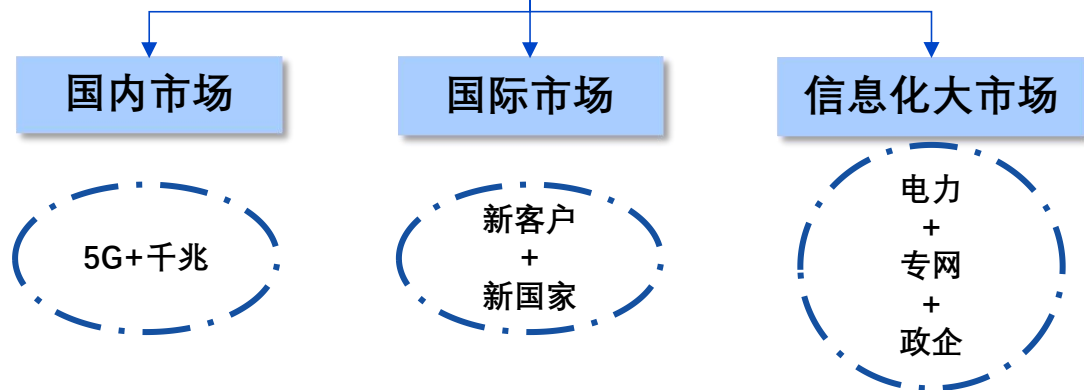 国内市场
国际市场
信息化大市场
5G+千兆
新客户
+
新国家
电力
+
专网
+
政企